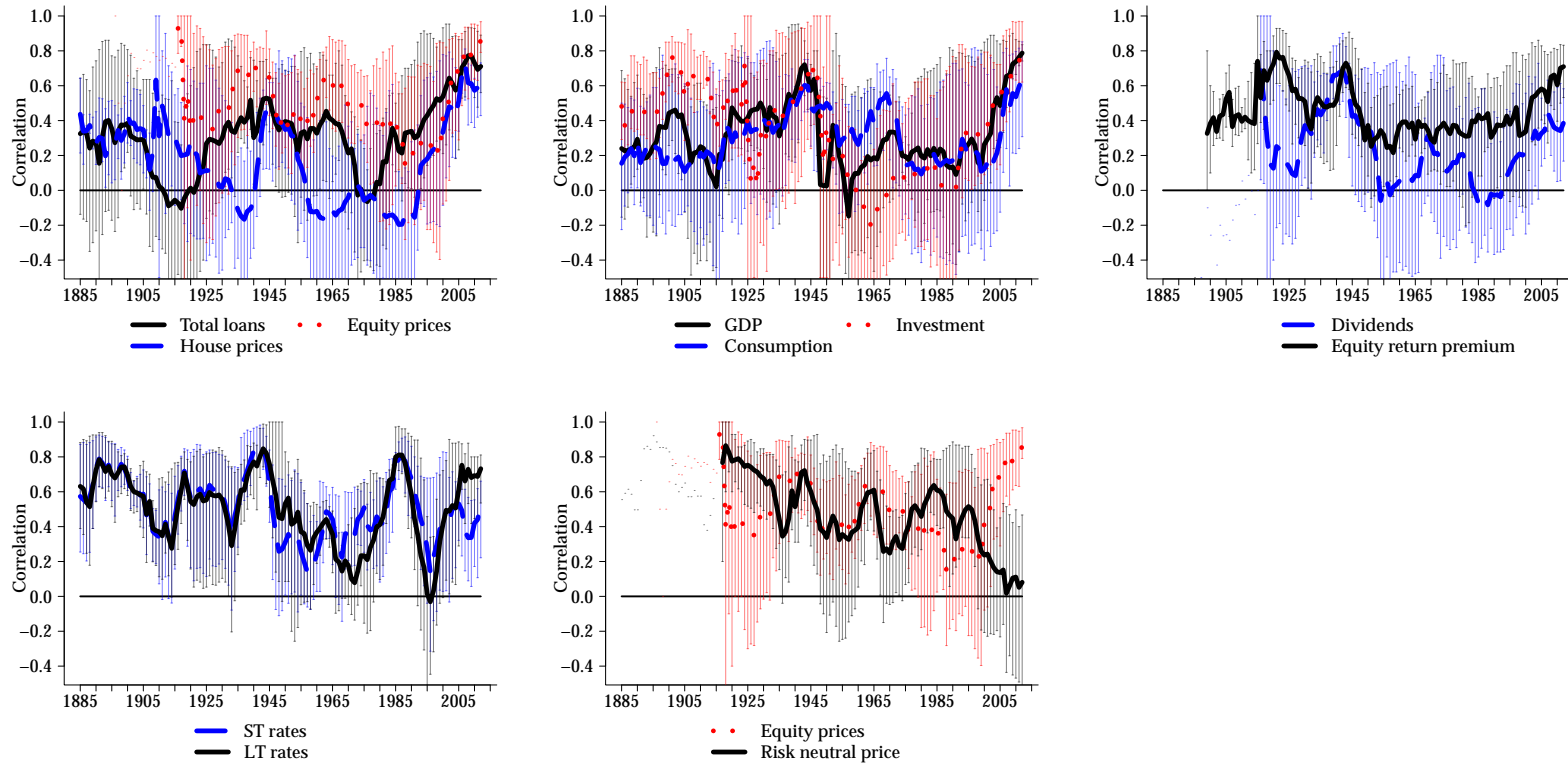 Correlation
1.0
0.8
0.6
0.4
0.2
0.0
−0.2
−0.4
1885 1905 1925 1945 1965 1985 2005
Total loans Equity prices
House prices
Correlation
1.0
0.8
0.6
0.4
0.2
0.0
−0.2
−0.4
1885 1905 1925 1945 1965 1985 2005
GDP Investment
Consumption
Correlation
1.0
0.8
0.6
0.4
0.2
0.0
−0.2
−0.4
1885 1905 1925 1945 1965 1985 2005
Dividends
Equity return premium
Correlation
1.0
0.8
0.6
0.4
0.2
0.0
−0.2
−0.4
1885 1905 1925 1945 1965 1985 2005
ST rates
LT rates
Correlation
1.0
0.8
0.6
0.4
0.2
0.0
−0.2
−0.4
1885 1905 1925 1945 1965 1985 2005
Equity prices
Risk neutral price